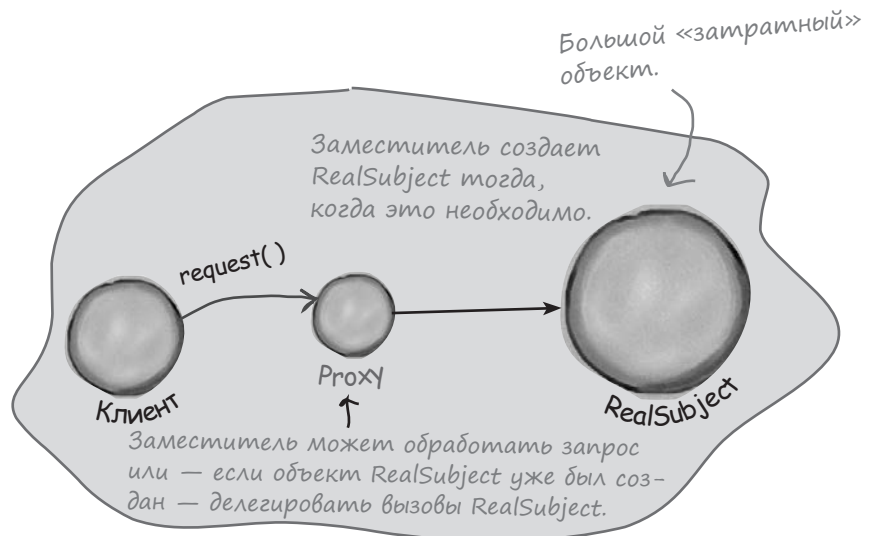 Большой «затратный»
объект.
Заместитель создает
RealSubject тогда,
когда это необходимо.
request( )
Proxy
Клиент
RealSubject
Заместитель может обработать запрос
или — если объект RealSubject уже был соз-
дан — делегировать вызовы RealSubject.